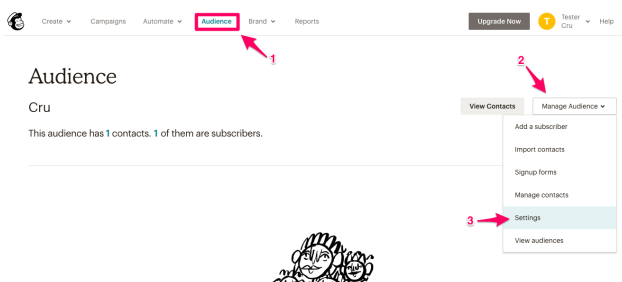 Create Campaigns Automate Audience Brand Reports Upgrade Now T Tester Cru Help
1
Audience
2
Cru
View Contacts Manage Audience
This audience has 1 contacts. 1 of them are subscribers.
Add a subscriber
Import contacts
Signup forms
Manage contacts
3 Settings
View audiences